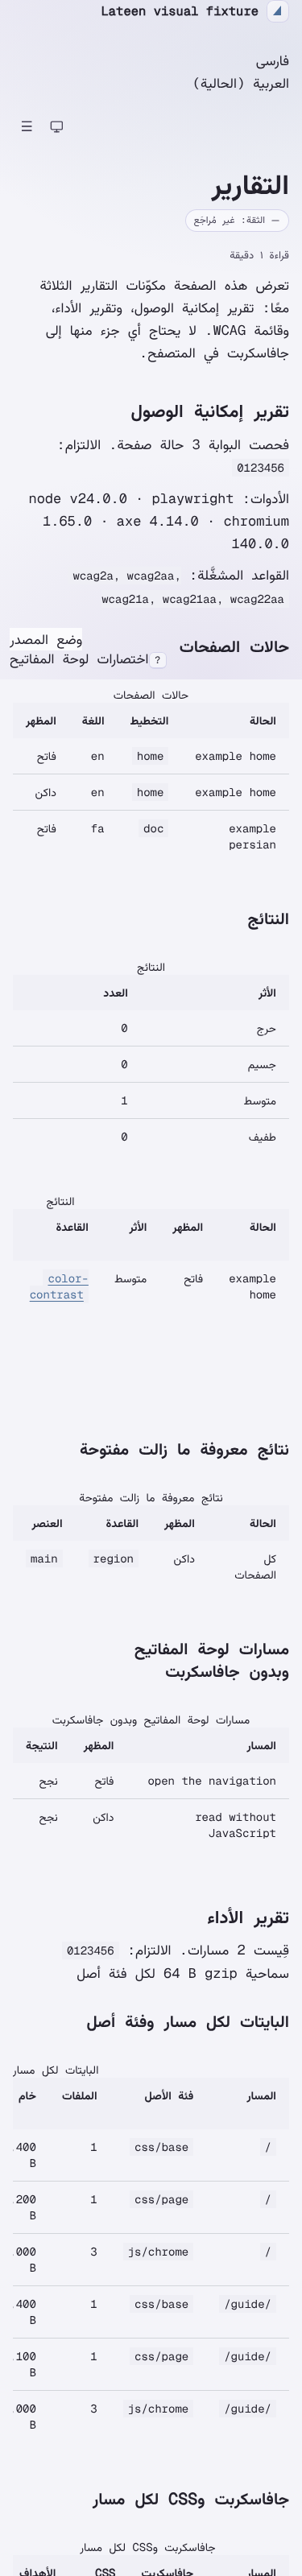 Lateen visual fixture
فارسی
العربية (الحالية)
التقارير
— الثقة: غير مُراجَع
قراءة ١ دقيقة
تعرض هذه الصفحة مكوّنات التقارير الثلاثة
معًا: تقرير إمكانية الوصول، وتقرير الأداء،
وقائمة WCAG. لا يحتاج أي جزء منها إلى
جافاسكربت في المتصفح.
تقرير إمكانية الوصول
فحصت البوابة 3 حالة صفحة. الالتزام:
0123456
الأدوات: node v24.0.0 · playwright
1.65.0 · axe 4.14.0 · chromium
140.0.0
القواعد المشغَّلة: wcag2a, wcag2aa,
wcag21a, wcag21aa, wcag22aa
حالات الصفحات
وضع المصدر
? اختصارات لوحة المفاتيح
حالات الصفحات
الحالة التخطيط اللغة المظهر
example home home en فاتح
example home home en داكن
example persian doc fa فاتح
النتائج
النتائج
الأثر العدد
حرج 0
جسيم 0
متوسط 1
طفيف 0
النتائج
الحالة المظهر الأثر القاعدة
example home فاتح متوسط color-contrast
نتائج معروفة ما زالت مفتوحة
نتائج معروفة ما زالت مفتوحة
الحالة المظهر القاعدة العنصر
كل الصفحات داكن region main
مسارات لوحة المفاتيح
وبدون جافاسكربت
مسارات لوحة المفاتيح وبدون جافاسكربت
المسار المظهر النتيجة
open the navigation فاتح نجح
read without JavaScript داكن نجح
تقرير الأداء
قِيست 2 مسارات. الالتزام: 0123456
سماحية 64 B gzip لكل فئة أصل
البايتات لكل مسار وفئة أصل
البايتات لكل مسار
المسار فئة الأصل الملفات خام
/ css/base 1 400 B
/ css/page 1 200 B
/ js/chrome 3 000 B
/guide/ css/base 1 400 B
/guide/ css/page 1 100 B
/guide/ js/chrome 3 000 B
جافاسكربت وCSS لكل مسار
جافاسكربت وCSS لكل مسار
المسار جافاسكربت CSS الأهداف